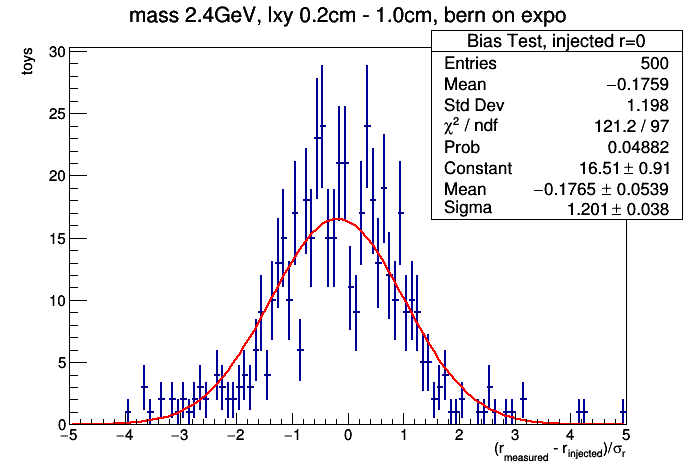 mass 2.4GeV, lxy 0.2cm - 1.0cm, bern on expo
Bias Test, injected r=0
Entries 500
Mean −0.1759
Std Dev 1.198
χ² / ndf 121.2 / 97
Prob 0.04882
Constant 16.51 ± 0.91
Mean −0.1765 ± 0.0539
Sigma 1.201 ± 0.038
toys
30
25
20
15
10
5
0
−5 −4 −3 −2 −1 0 1 2 3 4 5
(r_measured - r_injected)/σ_r